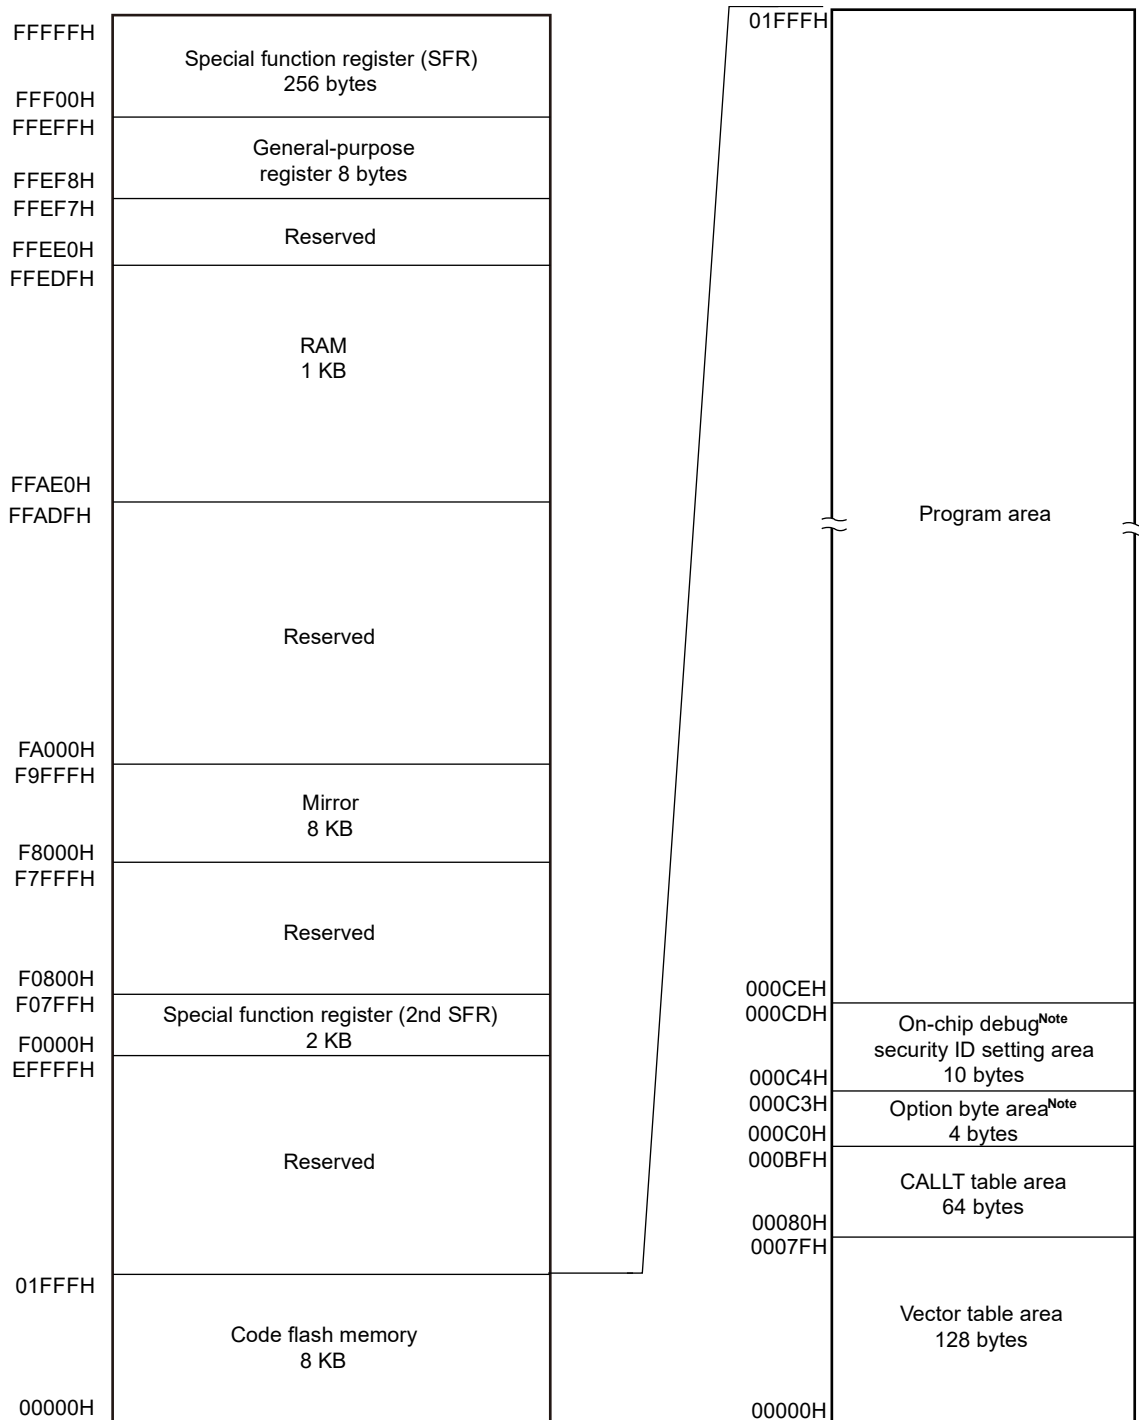 FFFFFH
Special function register (SFR)
256 bytes
FFF00H
FFEFFH
General-purpose
register 8 bytes
FFEF8H
FFEF7H
Reserved
FFEE0H
FFEDFH
RAM
1 KB
FFAE0H
FFADFH
Reserved
FA000H
F9FFFH
Mirror
8 KB
F8000H
F7FFFH
Reserved
F0800H
F07FFH
Special function register (2nd SFR)
2 KB
F0000H
EFFFFH
Reserved
01FFFH
Code flash memory
8 KB
00000H
01FFFH
Program area
000CEH
000CDH
On-chip debugNote
security ID setting area
10 bytes
000C4H
000C3H
Option byte areaNote
4 bytes
000C0H
000BFH
CALLT table area
64 bytes
00080H
0007FH
Vector table area
128 bytes
00000H